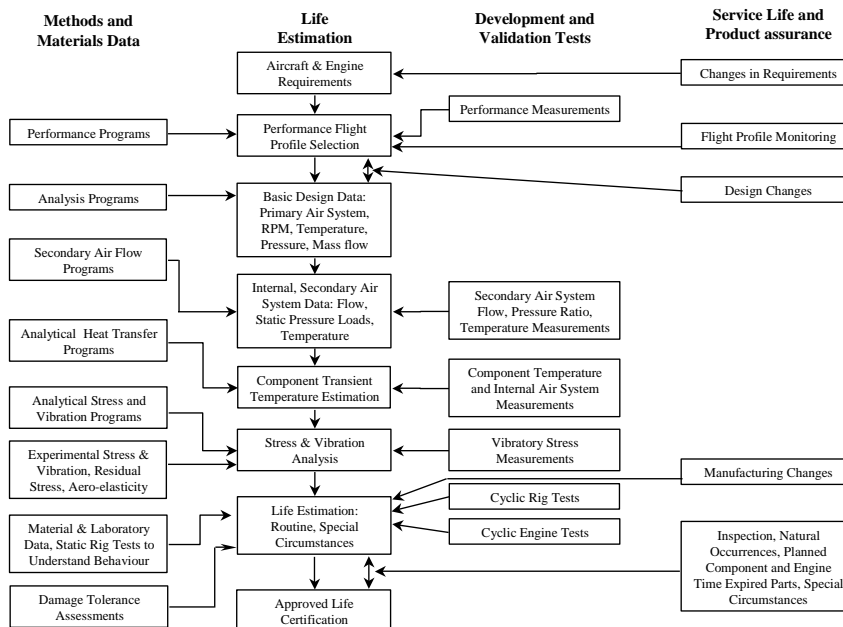 Methods and
Materials Data
Life
Estimation
Development and
Validation Tests
Service Life and
Product assurance
Aircraft & Engine
Requirements
Changes in Requirements
Performance Measurements
Performance Programs
Performance Flight
Profile Selection
Flight Profile Monitoring
Analysis Programs
Basic Design Data:
Primary Air System,
RPM, Temperature,
Pressure, Mass flow
Design Changes
Secondary Air Flow
Programs
Internal, Secondary Air
System Data: Flow,
Static Pressure Loads,
Temperature
Secondary Air System
Flow, Pressure Ratio,
Temperature Measurements
Analytical Heat Transfer
Programs
Component Transient
Temperature Estimation
Component Temperature
and Internal Air System
Measurements
Analytical Stress and
Vibration Programs
Stress & Vibration
Analysis
Vibratory Stress
Measurements
Experimental Stress &
Vibration, Residual
Stress, Aero-elasticity
Manufacturing Changes
Life Estimation:
Routine, Special
Circumstances
Cyclic Rig Tests
Cyclic Engine Tests
Material & Laboratory
Data, Static Rig Tests to
Understand Behaviour
Inspection, Natural
Occurrences, Planned
Component and Engine
Time Expired Parts, Special
Circumstances
Damage Tolerance
Assessments
Approved Life
Certification